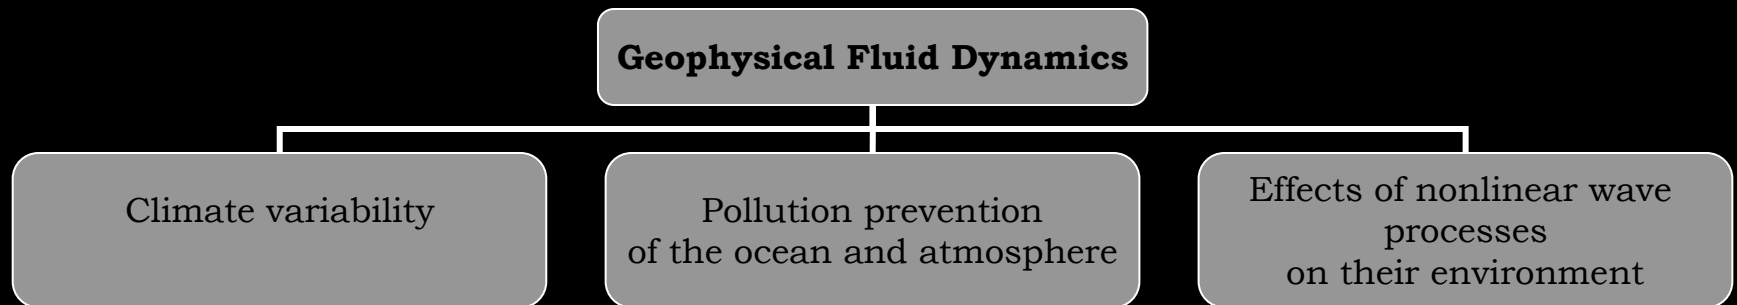 Geophysical Fluid Dynamics
Climate variability
Pollution prevention
of the ocean and atmosphere
Effects of nonlinear wave
processes
on their environment